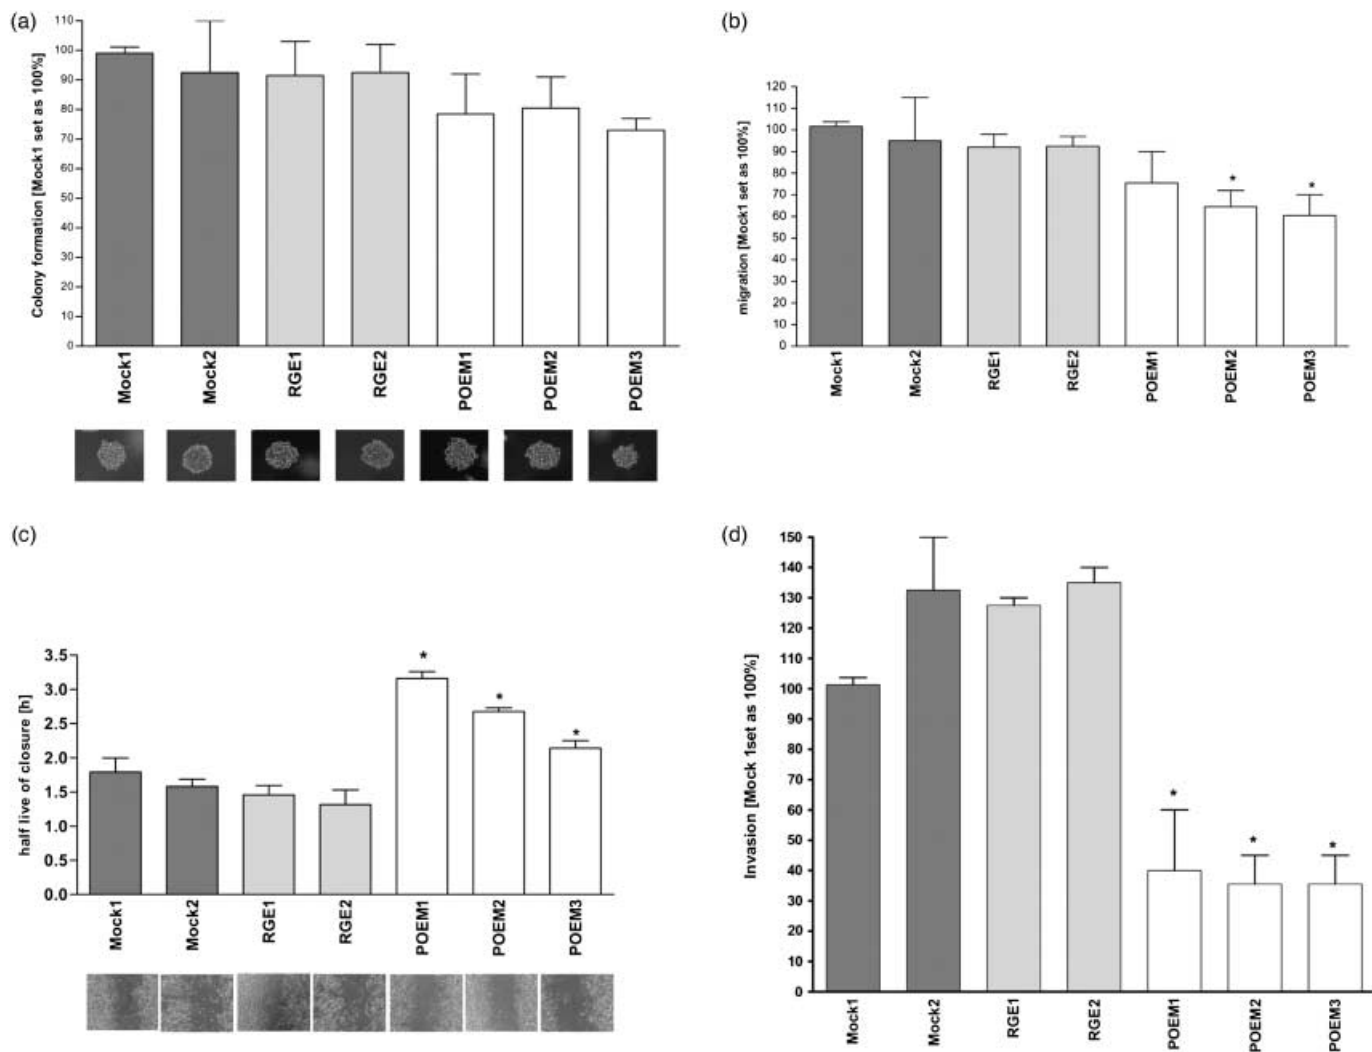 (a)
Colony formation [Mock1 set as 100%]
110
100
90
80
70
60
50
40
30
20
10
0
Mock1
Mock2
RGE1
RGE2
POEM1
POEM2
POEM3
(b)
migration [Mock1 set as 100%]
120
110
100
90
80
70
60
50
40
30
20
10
0
*
*
Mock1
Mock2
RGE1
RGE2
POEM1
POEM2
POEM3
(c)
half live of closure [h]
3.5
3.0
2.5
2.0
1.5
1.0
0.5
0.0
*
*
*
Mock1
Mock2
RGE1
RGE2
POEM1
POEM2
POEM3
(d)
Invasion [Mock 1set as 100%]
150
140
130
120
110
100
90
80
70
60
50
40
30
20
10
0
*
*
*
Mock1
Mock2
RGE1
RGE2
POEM1
POEM2
POEM3